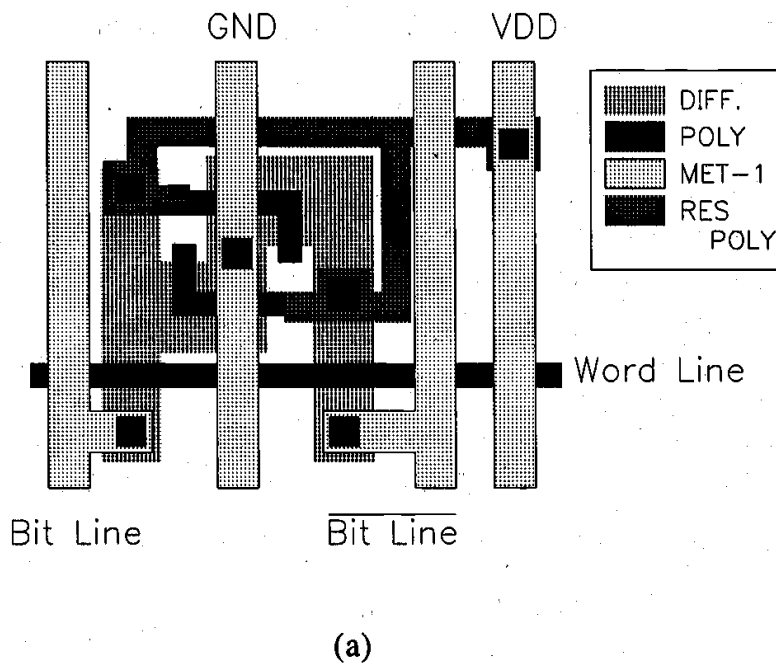 GND
VDD
DIFF.
POLY
MET-1
RES
POLY
Word Line
Bit Line
Bit Line
(a)